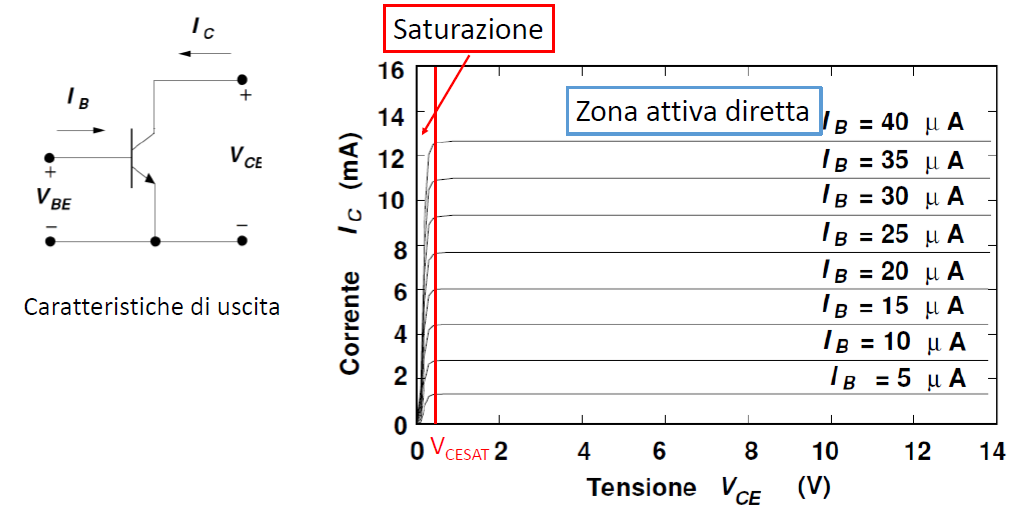 Saturazione
I C
I B
+
+
V CE
V BE
−
−
Caratteristiche di uscita
Zona attiva diretta
I B = 40 μ A
I B = 35 μ A
I B = 30 μ A
I B = 25 μ A
I B = 20 μ A
I B = 15 μ A
I B = 10 μ A
I B = 5 μ A
Corrente I C (mA)
16
14
12
10
8
6
4
2
0
0 VCESAT 2 4 6 8 10 12 14
Tensione V CE (V)